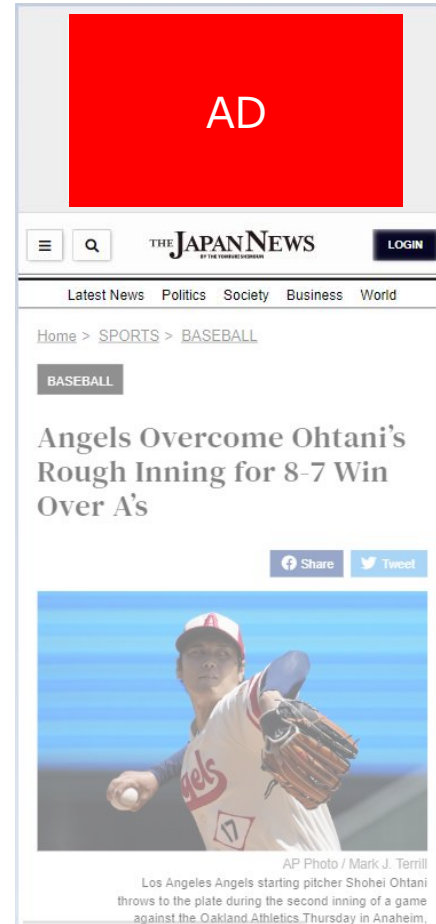 AD
THE JAPAN NEWS
BY THE YOMIURI SHIMBUN
LOGIN
Latest News Politics Society Business World
Home > SPORTS > BASEBALL
BASEBALL
Angels Overcome Ohtani's
Rough Inning for 8-7 Win
Over A's
Share Tweet
A
Angels
17
AP Photo / Mark J. Terrill
Los Angeles Angels starting pitcher Shohei Ohtani
throws to the plate during the second inning of a game
against the Oakland Athletics Thursday in Anaheim,